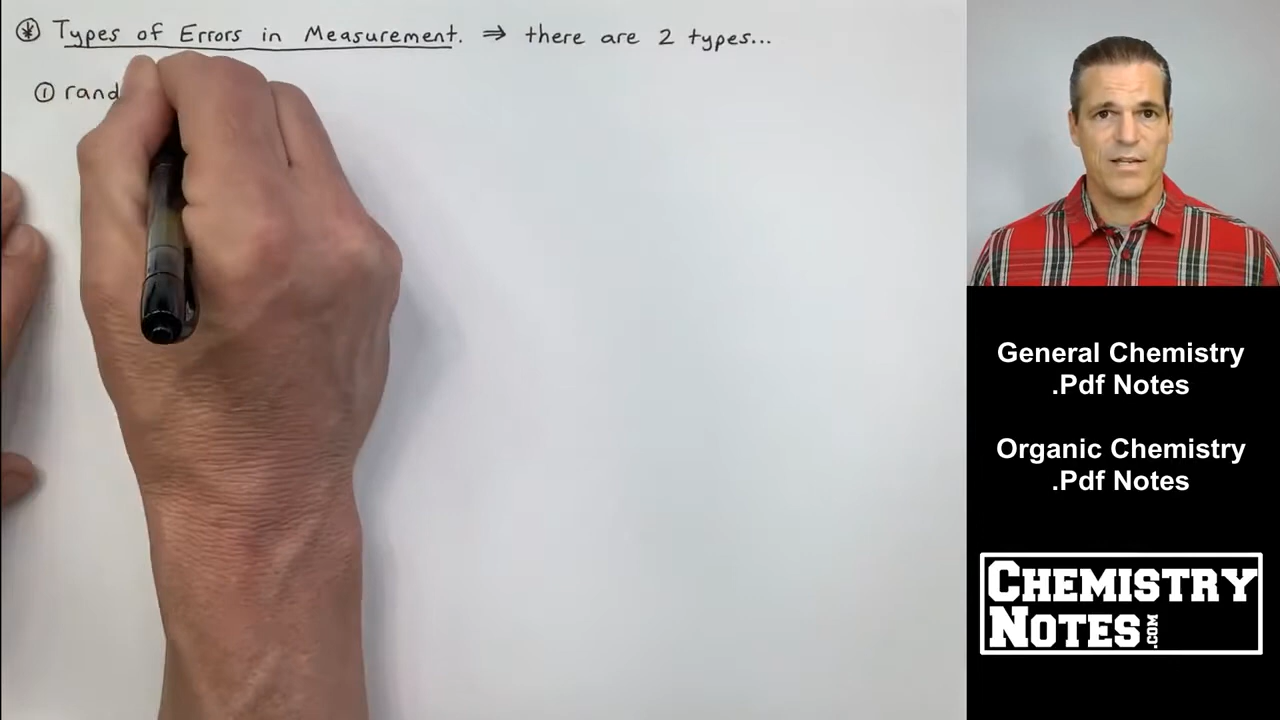 Types of Errors in Measurement. ⇒ there are 2 types...
① rand
General Chemistry
.Pdf Notes
Organic Chemistry
.Pdf Notes
CHEMISTRY
NOTES.COM